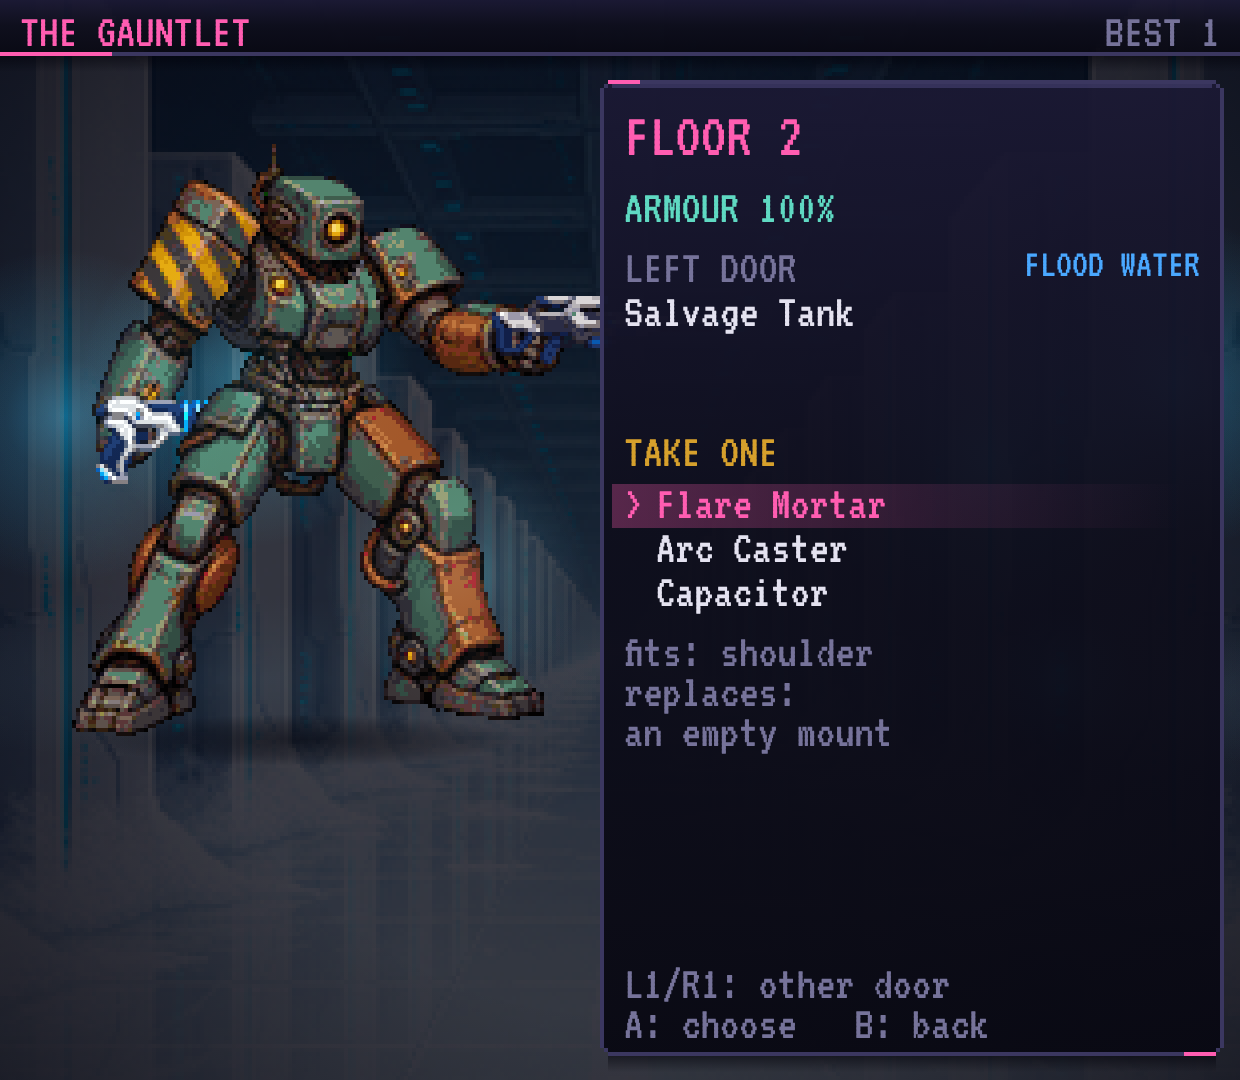 THE GAUNTLET
BEST 1
FLOOR 2
ARMOUR 100%
LEFT DOOR
FLOOD WATER
Salvage Tank
TAKE ONE
> Flare Mortar
Arc Caster
Capacitor
fits: shoulder
replaces:
an empty mount
L1/R1: other door
A: choose B: back